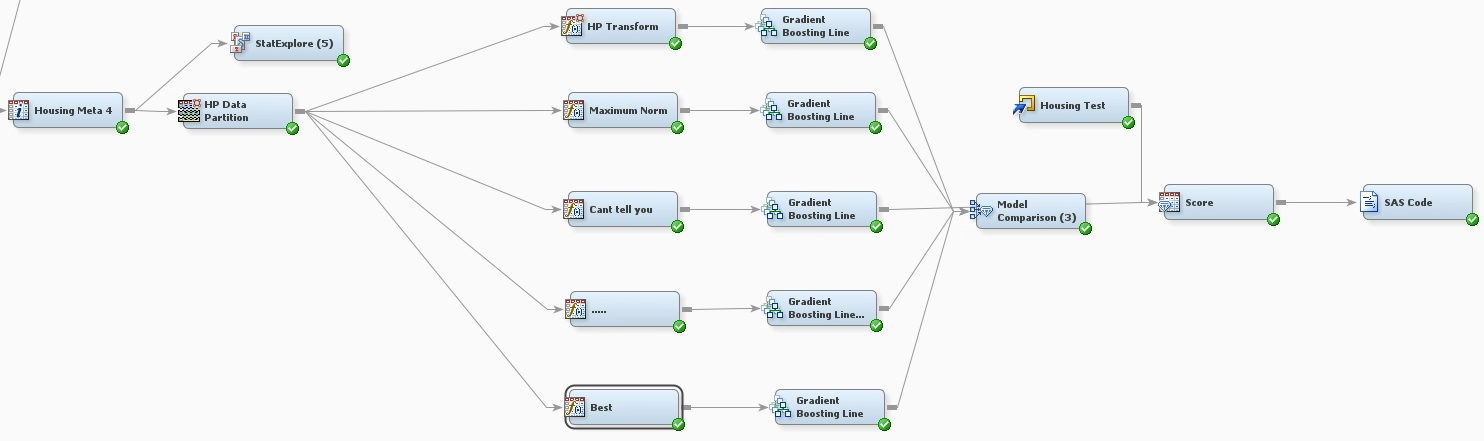 HP Transform
Gradient
Boosting Line
StatExplore (5)
Housing Meta 4
HP Data
Partition
Maximum Norm
Gradient
Boosting Line
Housing Test
Cant tell you
Gradient
Boosting Line
Model
Comparison (3)
Score
SAS Code
.....
Gradient
Boosting Line...
Best
Gradient
Boosting Line